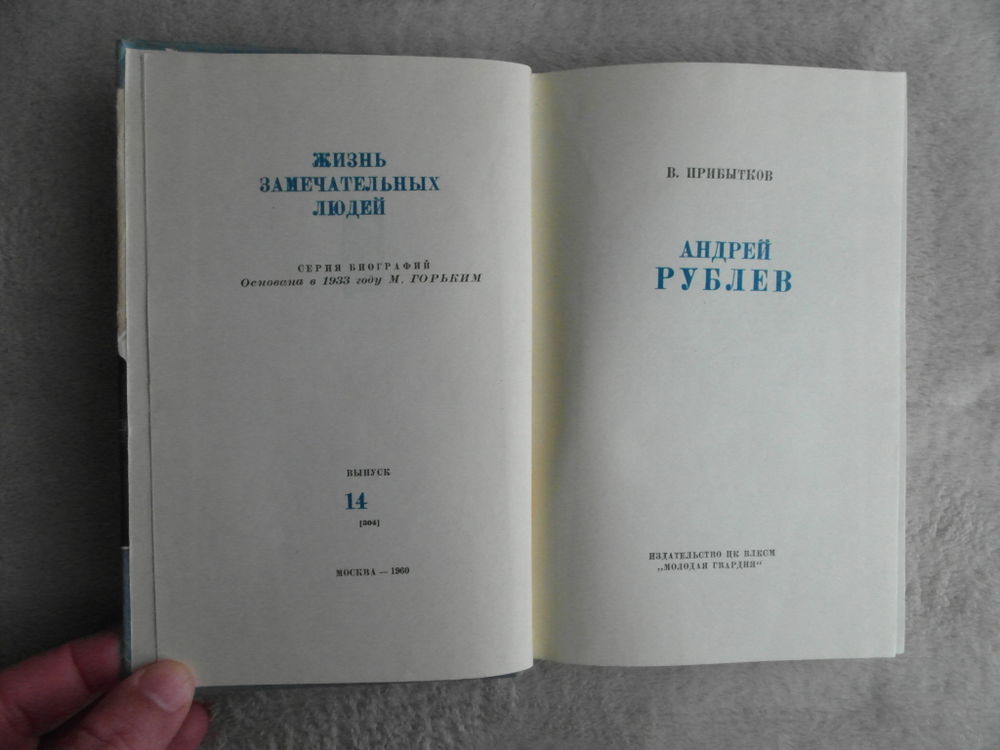 ЖИЗНЬ
ЗАМЕЧАТЕЛЬНЫХ
ЛЮДЕЙ
СЕРИЯ БИОГРАФИЙ
Основана в 1933 году М. ГОРЬКИМ
ВЫПУСК
14
[304]
МОСКВА — 1960
В. ПРИБЫТКОВ
АНДРЕЙ
РУБЛЕВ
ИЗДАТЕЛЬСТВО ЦК ВЛКСМ
„МОЛОДАЯ ГВАРДИЯ“